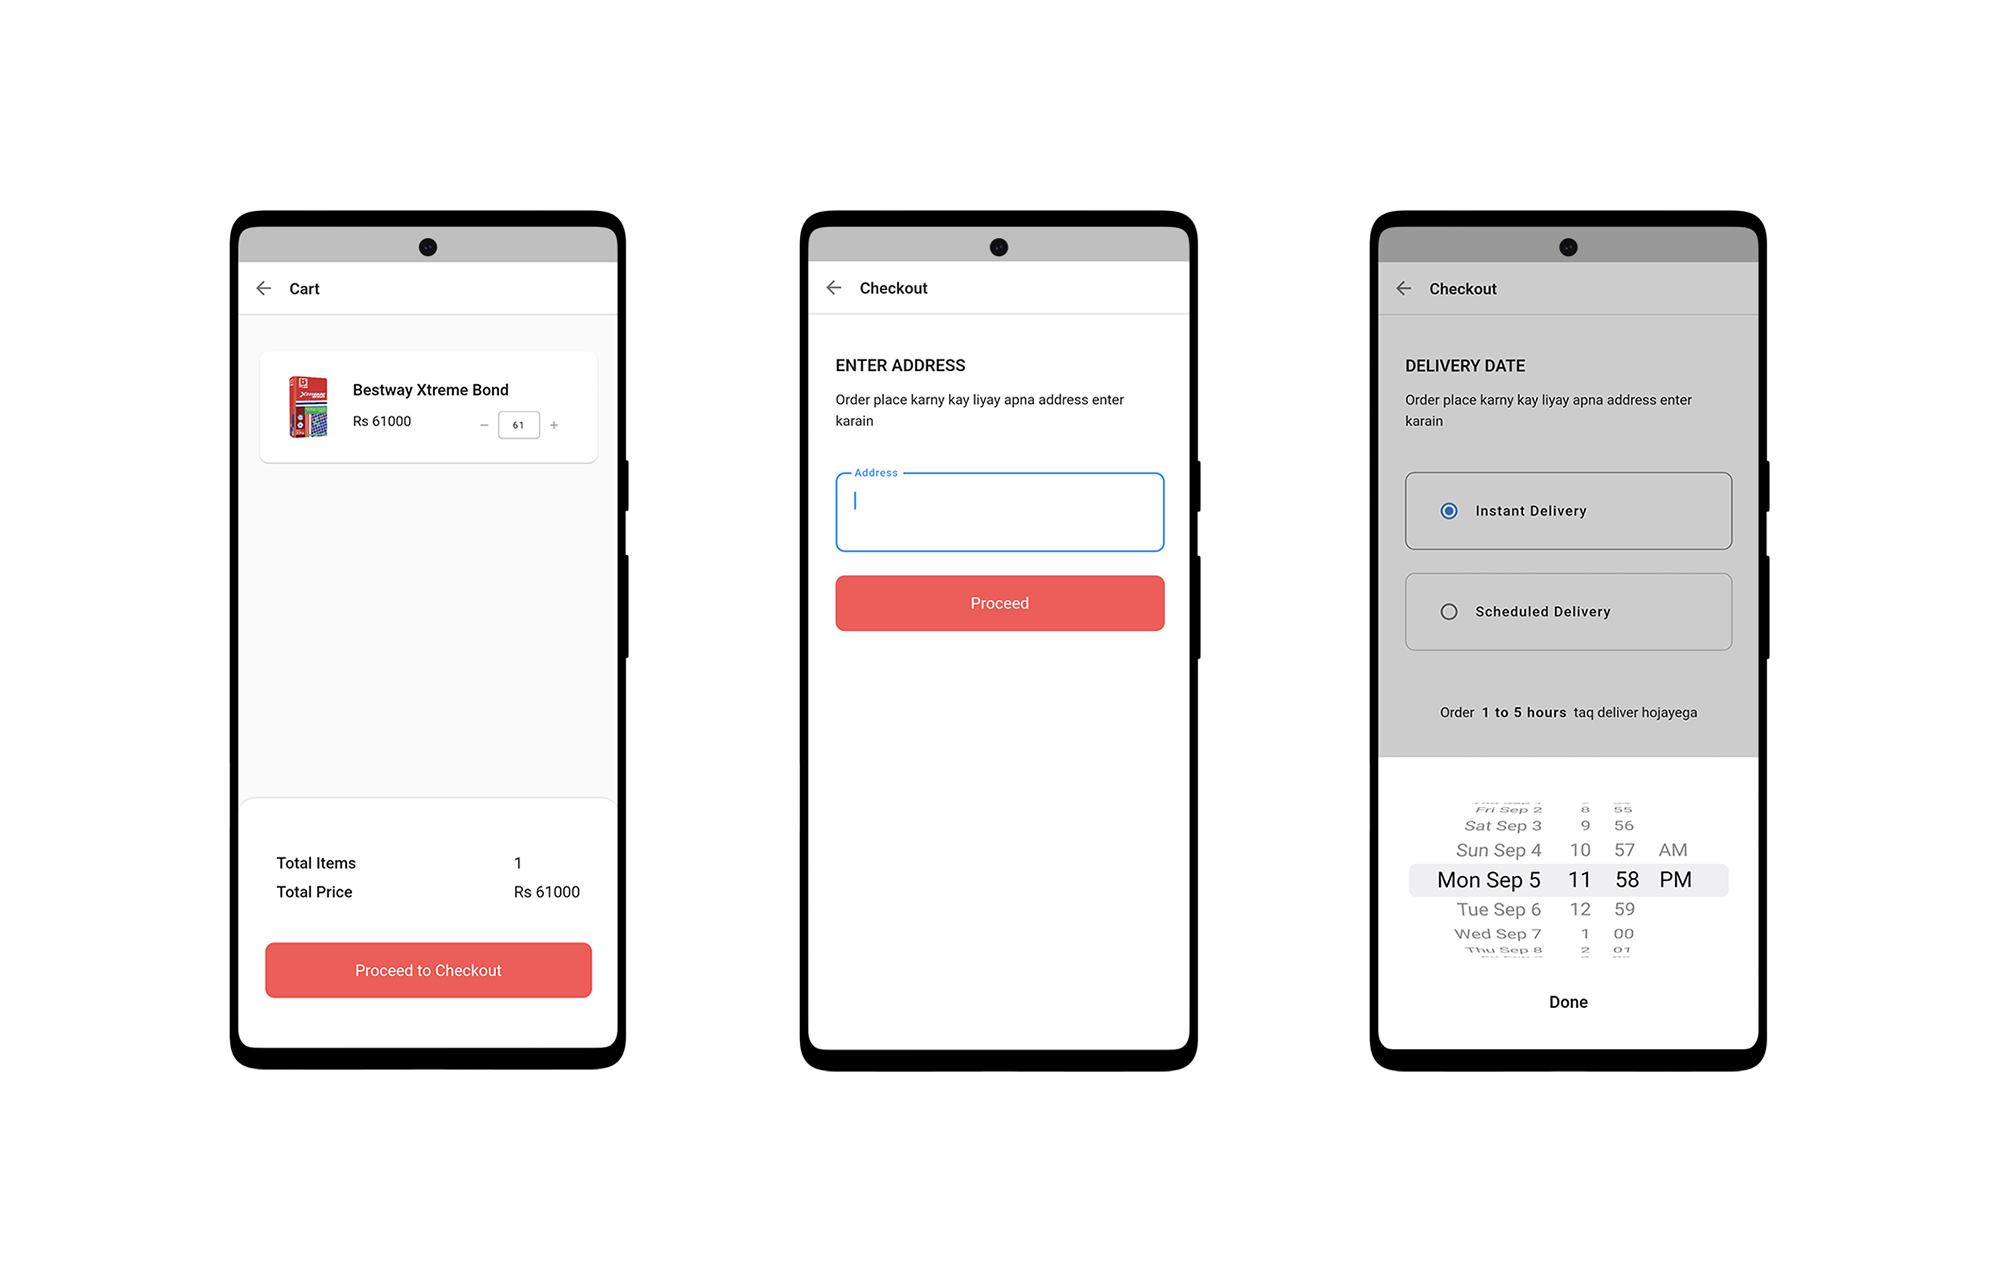 Cart
Bestway Xtreme Bond
Rs 61000
− 61 +
Total Items 1
Total Price Rs 61000
Proceed to Checkout
Checkout
ENTER ADDRESS
Order place karny kay liyay apna address enter
karain
Address
Proceed
Checkout
DELIVERY DATE
Order place karny kay liyay apna address enter
karain
Instant Delivery
Scheduled Delivery
Order 1 to 5 hours taq deliver hojayega
Fri Sep 2 8 55
Sat Sep 3 9 56
Sun Sep 4 10 57 AM
Mon Sep 5 11 58 PM
Tue Sep 6 12 59
Wed Sep 7 1 00
Thu Sep 8 2 01
Done